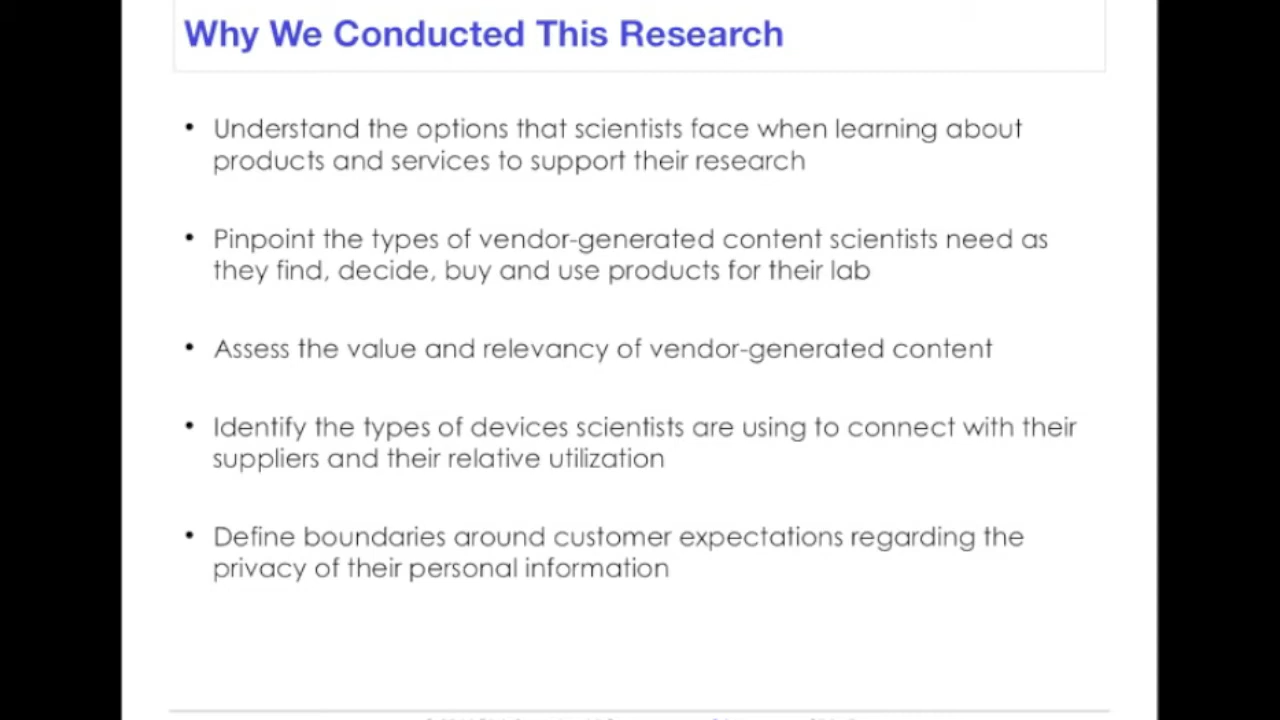 Why We Conducted This Research
• Understand the options that scientists face when learning about
products and services to support their research
• Pinpoint the types of vendor-generated content scientists need as
they find, decide, buy and use products for their lab
• Assess the value and relevancy of vendor-generated content
• Identify the types of devices scientists are using to connect with their
suppliers and their relative utilization
• Define boundaries around customer expectations regarding the
privacy of their personal information